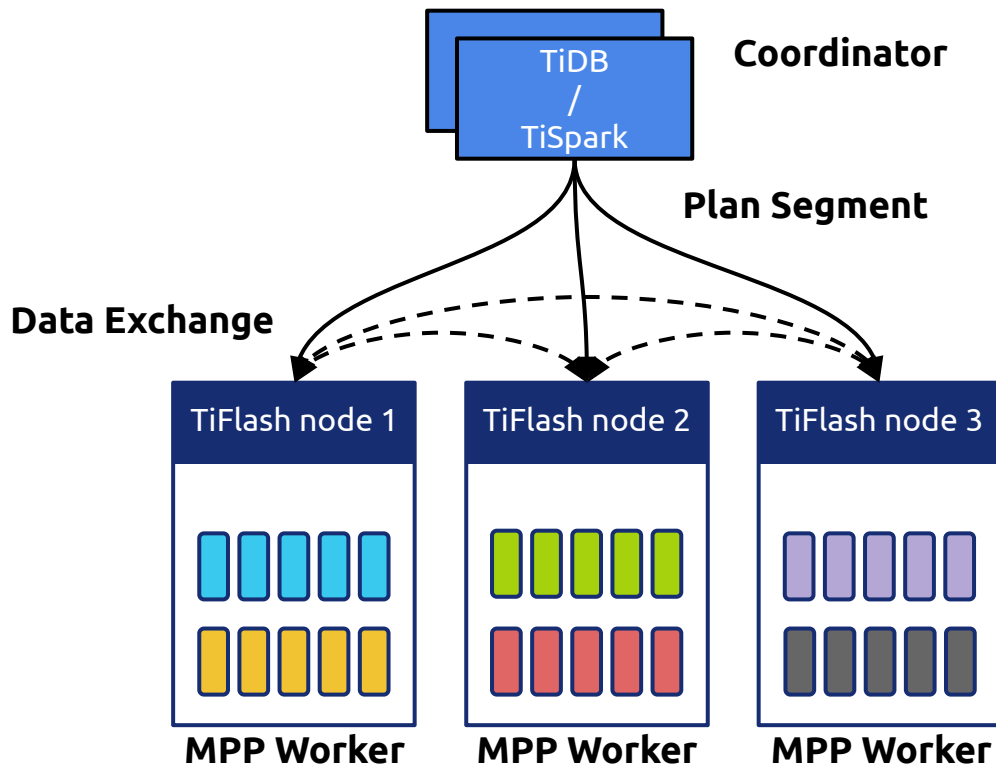 Coordinator
TiDB
/
TiSpark
Plan Segment
Data Exchange
TiFlash node 1
TiFlash node 2
TiFlash node 3
MPP Worker
MPP Worker
MPP Worker